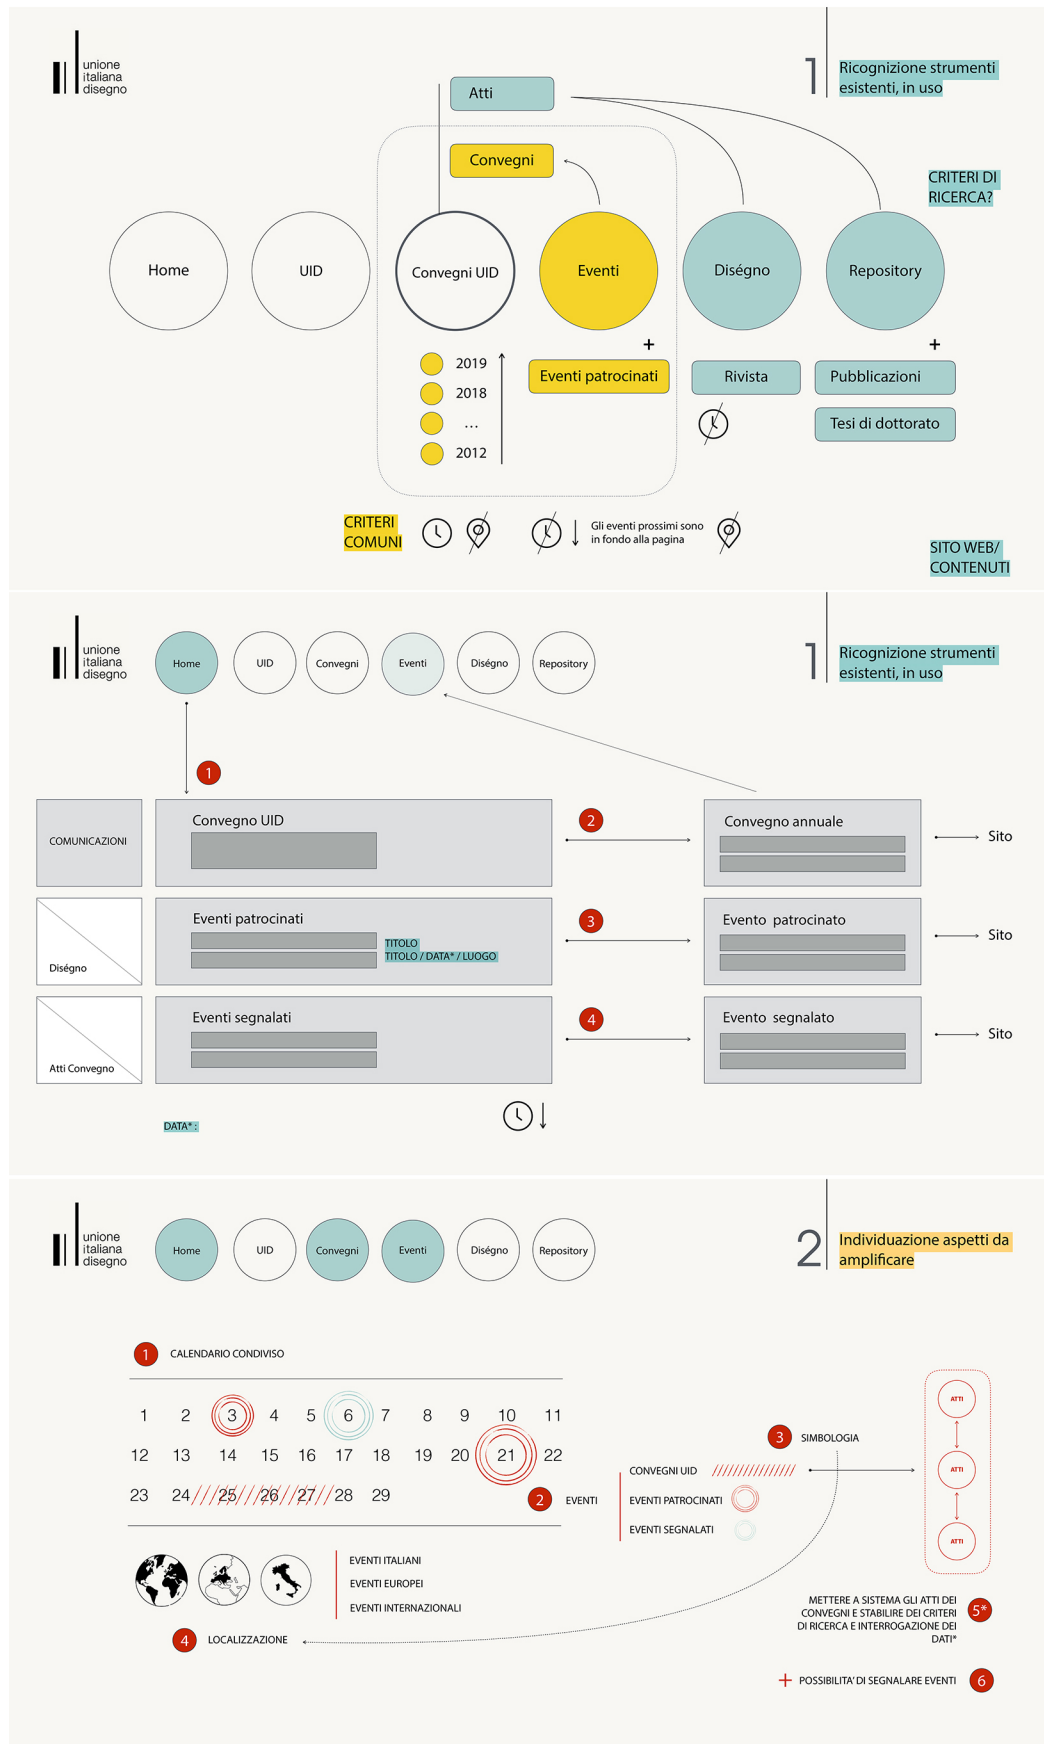 unione
italiana
disegno
1
Ricognizione strumenti
esistenti, in uso
Atti
Convegni
CRITERI DI
RICERCA?
Home
UID
Convegni UID
Eventi
Diségno
Repository
+
+
2019
2018
...
2012
Eventi patrocinati
Rivista
Pubblicazioni
Tesi di dottorato
CRITERI
COMUNI
Gli eventi prossimi sono
in fondo alla pagina
SITO WEB/
CONTENUTI
unione
italiana
disegno
Home
UID
Convegni
Eventi
Diségno
Repository
1
Ricognizione strumenti
esistenti, in uso
1
COMUNICAZIONI
Convegno UID
2
Convegno annuale
Sito
Diségno
Eventi patrocinati
TITOLO
TITOLO / DATA* / LUOGO
3
Evento patrocinato
Sito
Atti Convegno
Eventi segnalati
4
Evento segnalato
Sito
DATA* :
unione
italiana
disegno
Home
UID
Convegni
Eventi
Diségno
Repository
2
Individuazione aspetti da
amplificare
1 CALENDARIO CONDIVISO
1 2 3 4 5 6 7 8 9 10 11
12 13 14 15 16 17 18 19 20 21 22
23 24 25 26 27 28 29
2 EVENTI
3 SIMBOLOGIA
CONVEGNI UID
EVENTI PATROCINATI
EVENTI SEGNALATI
ATTI
ATTI
ATTI
EVENTI ITALIANI
EVENTI EUROPEI
EVENTI INTERNAZIONALI
4 LOCALIZZAZIONE
METTERE A SISTEMA GLI ATTI DEI
CONVEGNI E STABILIRE DEI CRITERI
DI RICERCA E INTERROGAZIONE DEI
DATI*
5*
+ POSSIBILITA' DI SEGNALARE EVENTI 6